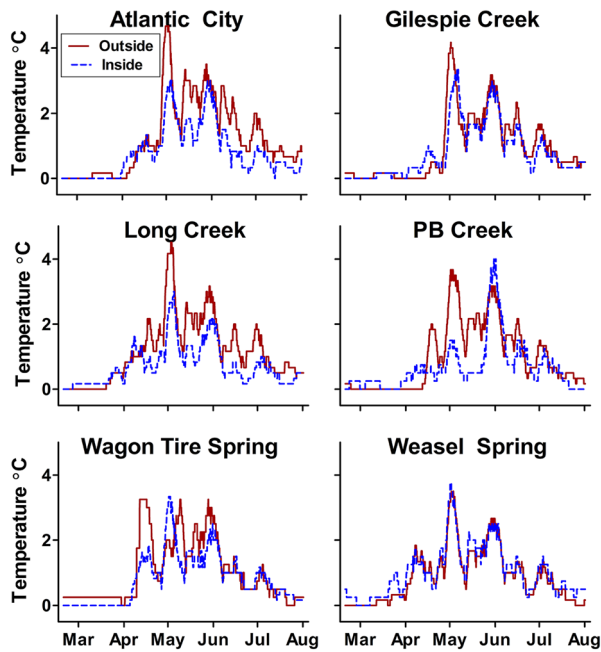 Atlantic City
Gilespie Creek
Outside
Inside
Temperature °C
4
2
0
Long Creek
PB Creek
Temperature °C
4
2
0
Wagon Tire Spring
Weasel Spring
Temperature °C
4
2
0
Mar Apr May Jun Jul Aug
Mar Apr May Jun Jul Aug